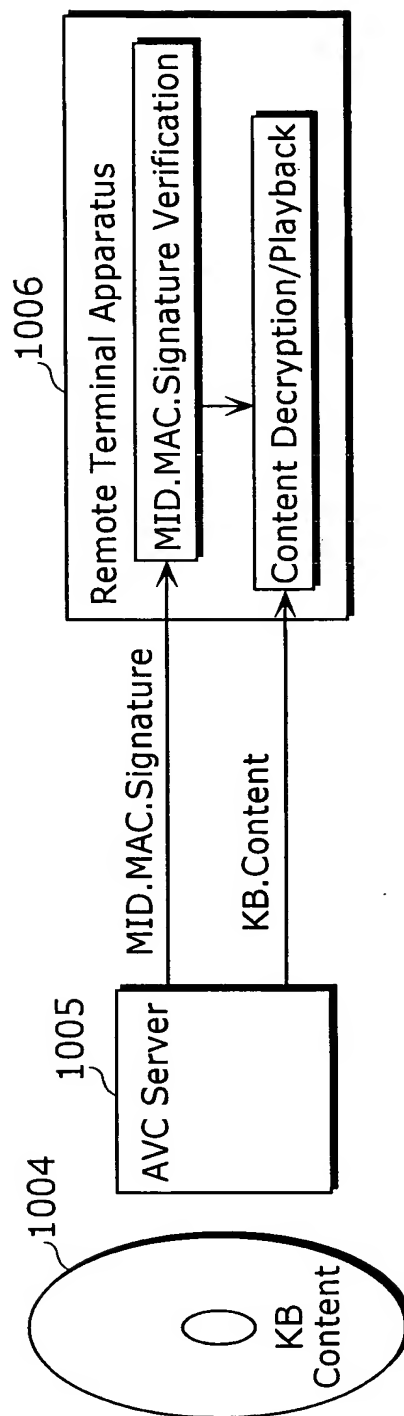 1004
KB
Content
1005
AVC Server
MID.MAC.Signature
KB.Content
1006
Remote Terminal Apparatus
MID.MAC.Signature Verification
Content Decryption/Playback